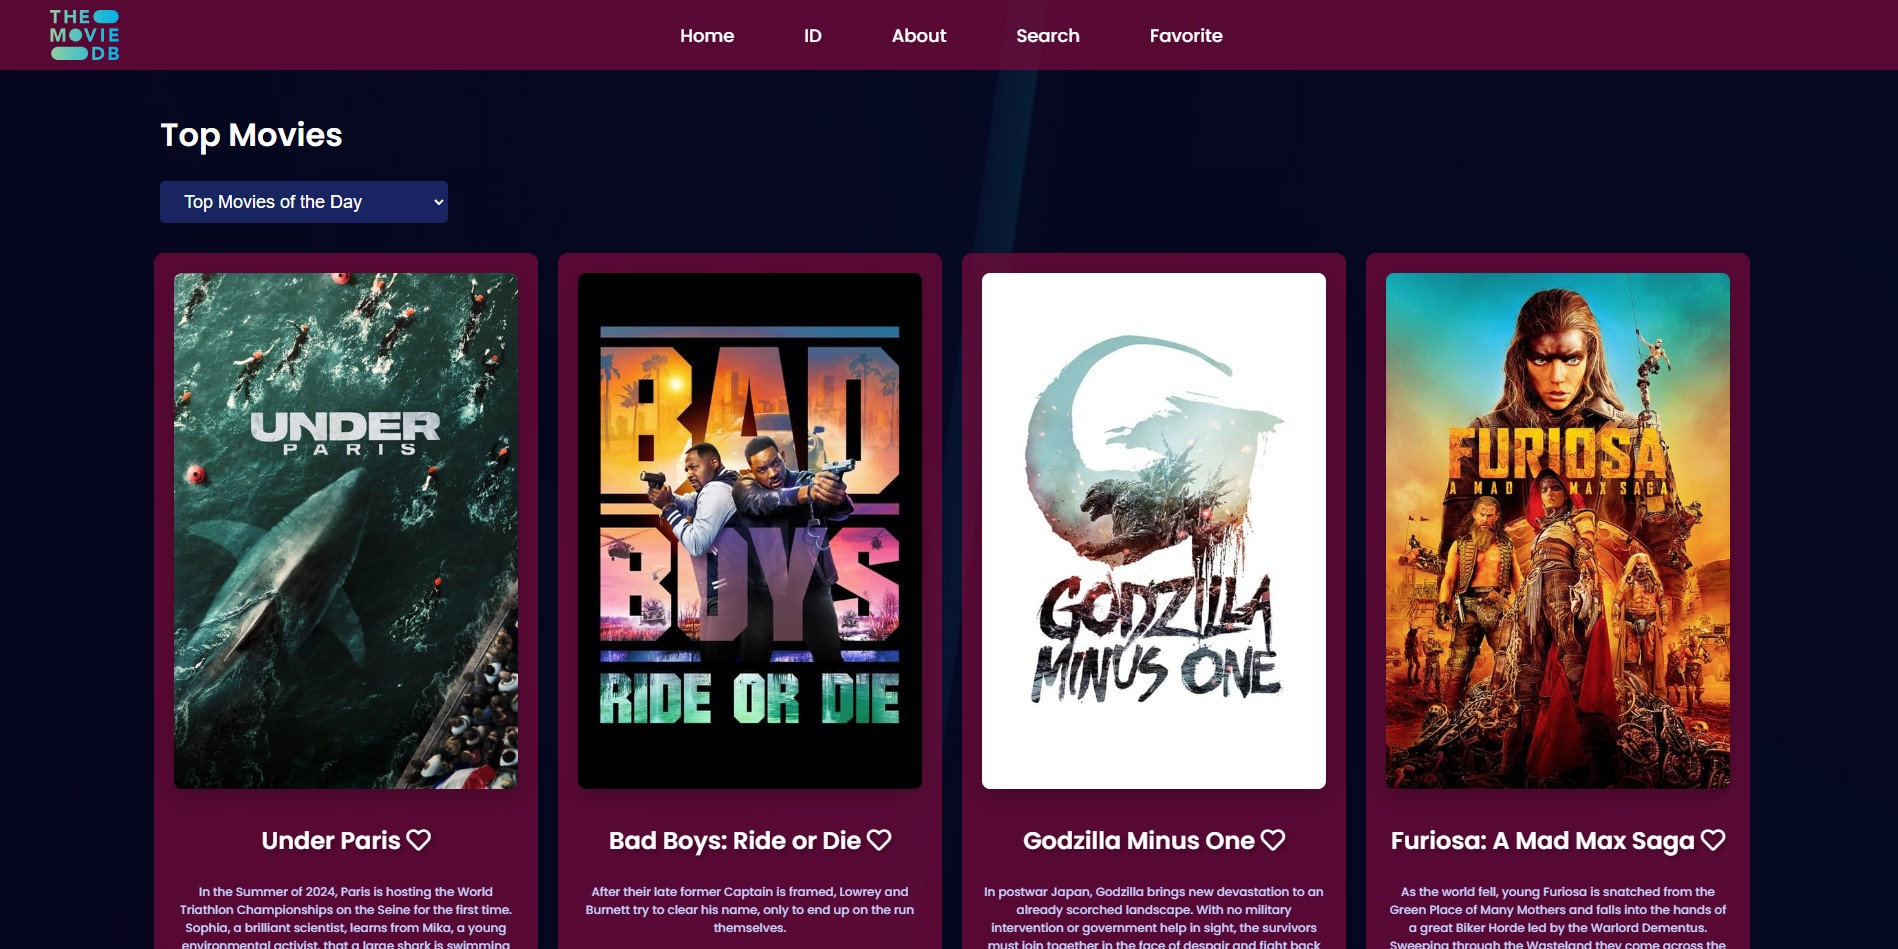 THE
MOVIE
DB
Home ID About Search Favorite
Top Movies
Top Movies of the Day
UNDER
PARIS
BAD
BOYS
RIDE OR DIE
GODZILLA
MINUS ONE
FURIOSA
A MAD MAX SAGA
Under Paris
In the Summer of 2024, Paris is hosting the World
Triathlon Championships on the Seine for the first time.
Sophia, a brilliant scientist, learns from Mika, a young
environmental activist, that a large shark is swimming
Bad Boys: Ride or Die
After their late former Captain is framed, Lowrey and
Burnett try to clear his name, only to end up on the run
themselves.
Godzilla Minus One
In postwar Japan, Godzilla brings new devastation to an
already scorched landscape. With no military
intervention or government help in sight, the survivors
must join together in the face of despair and fight back
Furiosa: A Mad Max Saga
As the world fell, young Furiosa is snatched from the
Green Place of Many Mothers and falls into the hands of
a great Biker Horde led by the Warlord Dementus.
Sweeping through the Wasteland they come across the